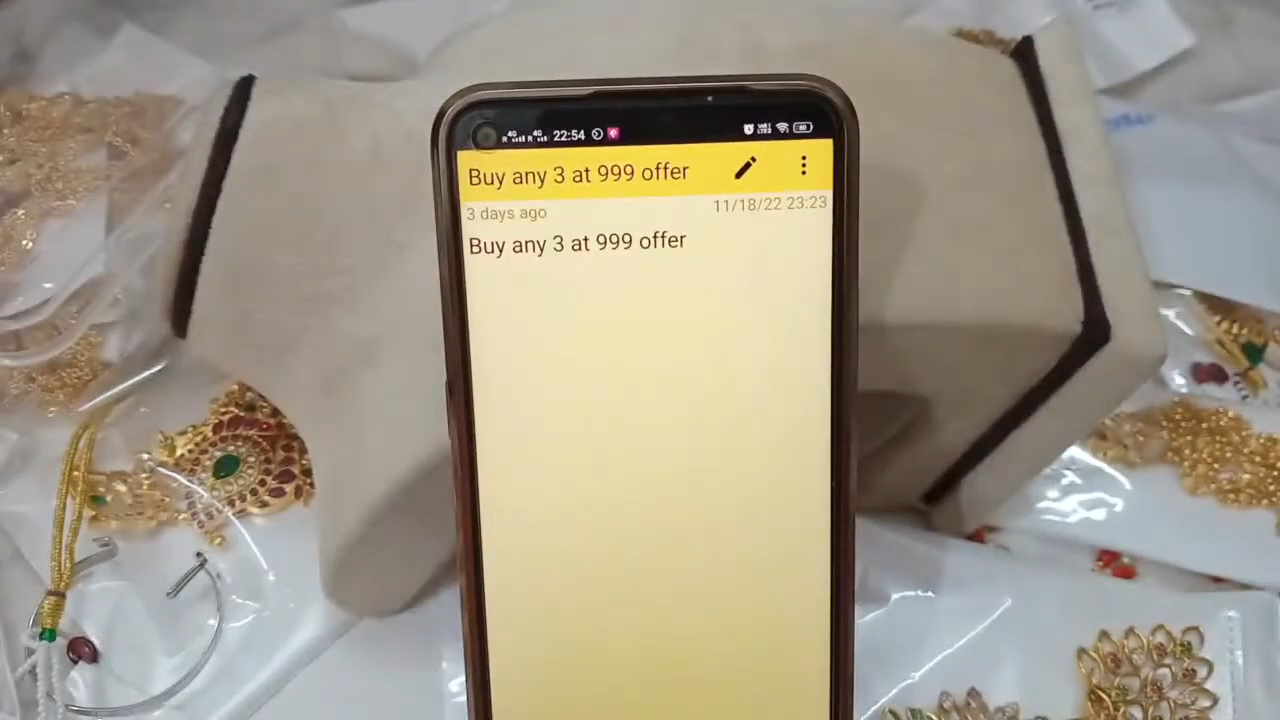 22:54
Buy any 3 at 999 offer
3 days ago 11/18/22 23:23
Buy any 3 at 999 offer